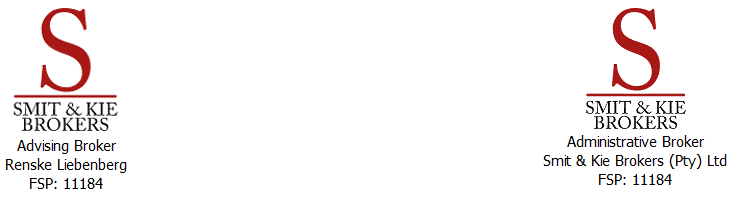 S
SMIT & KIE
BROKERS
Advising Broker
Renske Liebenberg
FSP: 11184
S
SMIT & KIE
BROKERS
Administrative Broker
Smit & Kie Brokers (Pty) Ltd
FSP: 11184